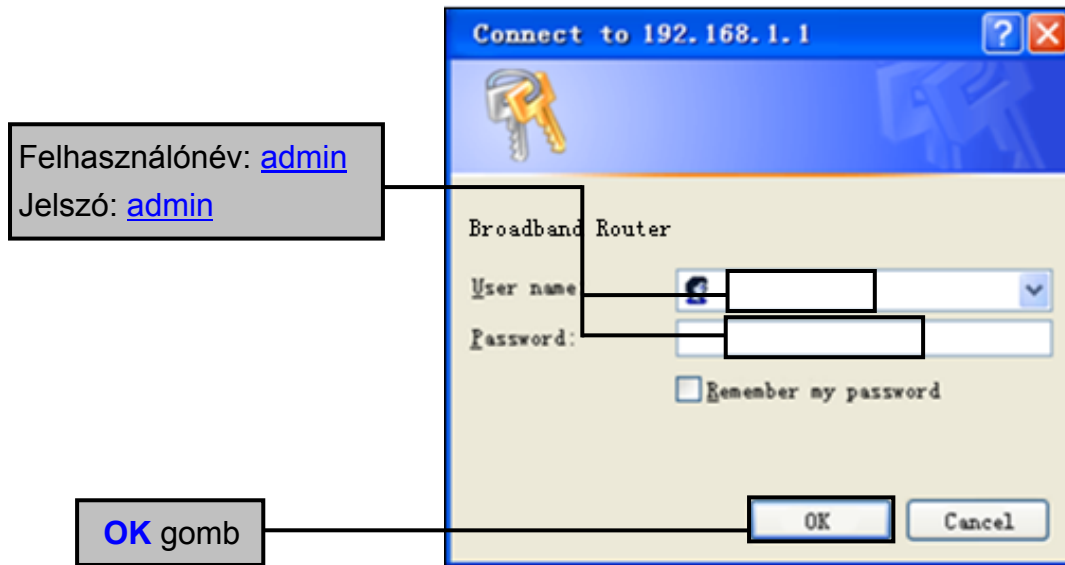 Connect to 192.168.1.1
Felhasználónév: admin
Jelszó: admin
Broadband Router
User name
Password:
Remember my password
OK gomb
OK
Cancel